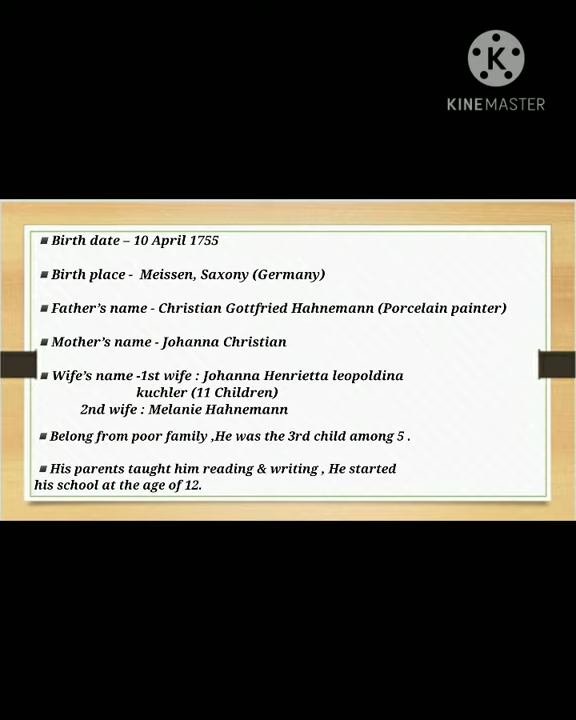 K
KINEMASTER
▪ Birth date – 10 April 1755
▪ Birth place - Meissen, Saxony (Germany)
▪ Father's name - Christian Gottfried Hahnemann (Porcelain painter)
▪ Mother's name - Johanna Christian
▪ Wife's name -1st wife : Johanna Henrietta leopoldina
kuchler (11 Children)
2nd wife : Melanie Hahnemann
▪ Belong from poor family ,He was the 3rd child among 5 .
▪ His parents taught him reading & writing , He started
his school at the age of 12.